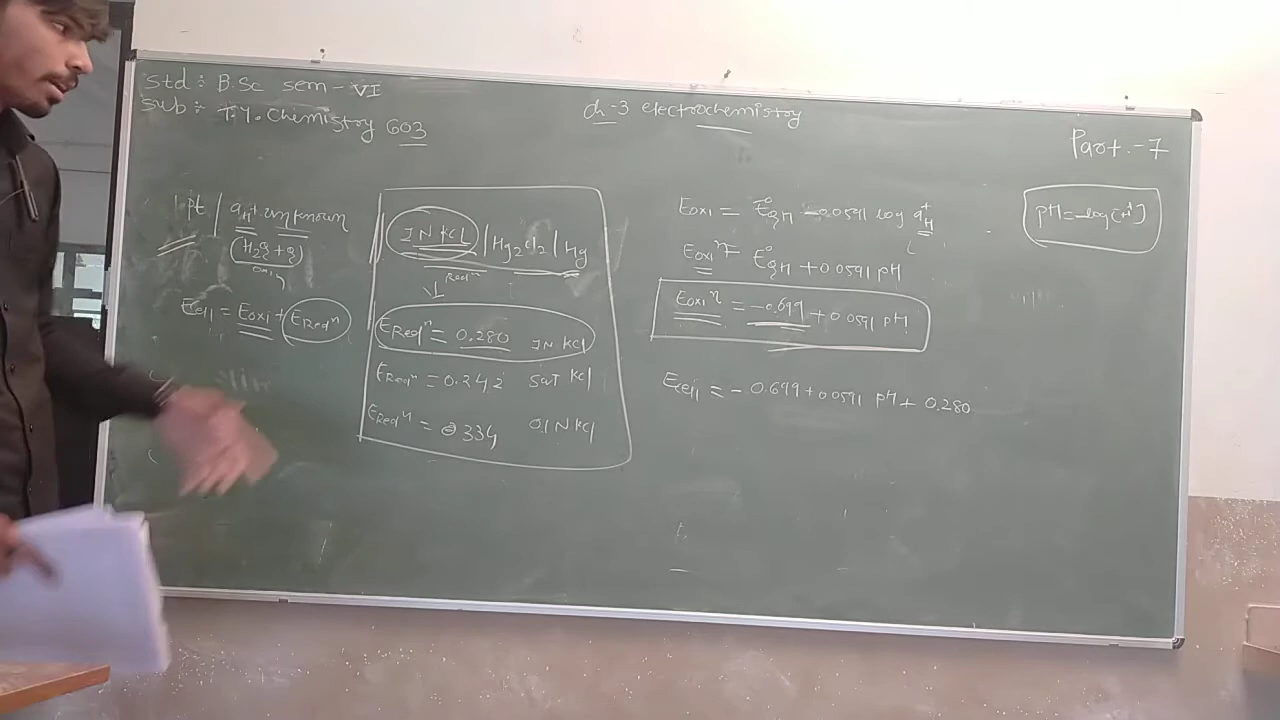 Std : B.Sc sem - VI
Sub : T.Y. Chemistry 603
ch-3 electrochemistry
Part.-7
Pt | aH+ unknown
(H2Q + Q)
Ecell = Eoxi + ERedn
1N KCl | Hg2Cl2 | Hg
Redn
ERedn = 0.280 1N KCl
ERedn = 0.242 Sat KCl
ERedn = 0.334 0.1 N KCl
Eoxi = E°QH - 0.0591 log aH+
Eoxin = E°QH + 0.0591 pH
Eoxin = -0.699 + 0.0591 pH
Ecell = - 0.699 + 0.0591 pH + 0.280
pH = -log[H+]